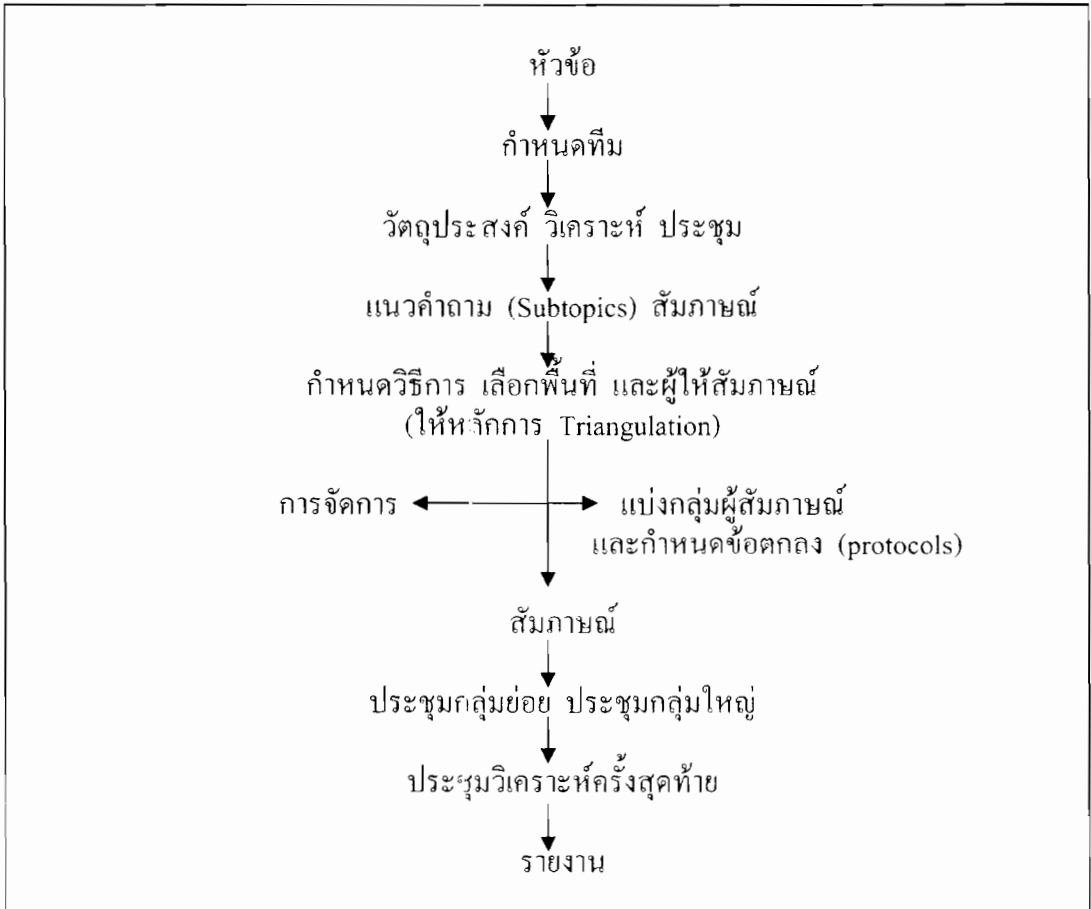 หัวข้อ
กำหนดทีม
วัตถุประสงค์ วิเคราะห์ ประชุม
แนวคำถาม (Subtopics) สัมภาษณ์
กำหนดวิธีการ เลือกพื้นที่ และผู้ให้สัมภาษณ์
(ให้หลักการ Triangulation)
การจัดการ
แบ่งกลุ่มผู้สัมภาษณ์
และกำหนดข้อตกลง (protocols)
สัมภาษณ์
ประชุมกลุ่มย่อย ประชุมกลุ่มใหญ่
ประชุมวิเคราะห์ครั้งสุดท้าย
รายงาน